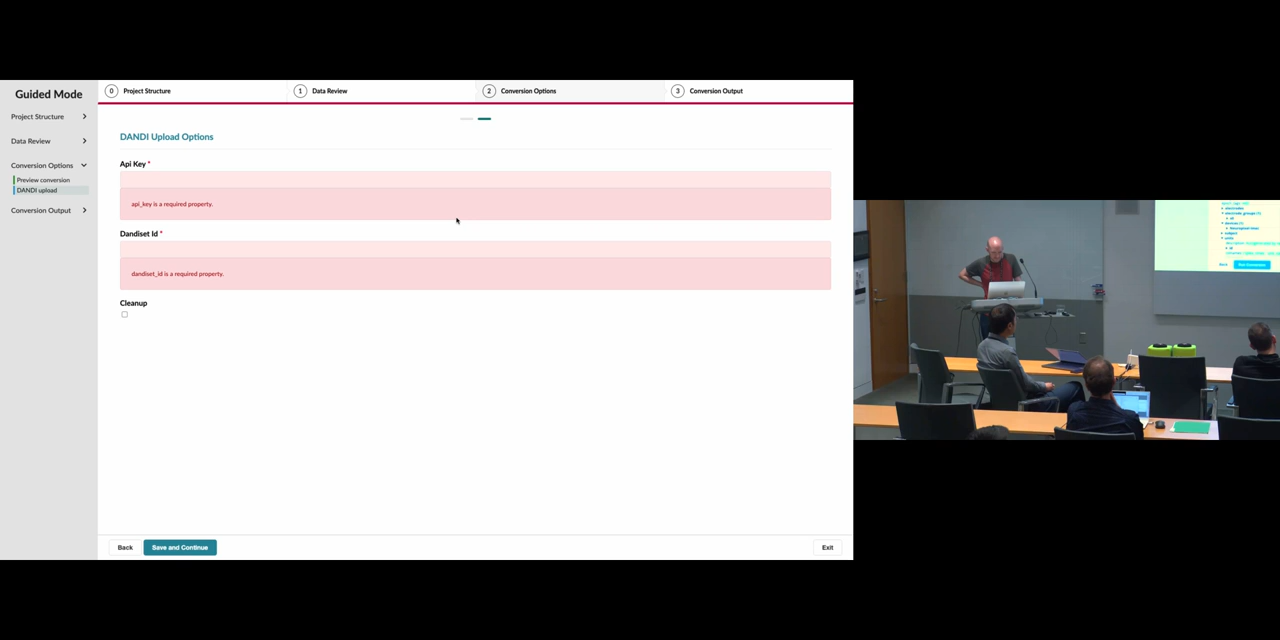 Guided Mode
Project Structure
Data Review
Conversion Options
Preview conversion
DANDI upload
Conversion Output
0 Project Structure
1 Data Review
2 Conversion Options
3 Conversion Output
DANDI Upload Options
Api Key *
api_key is a required property.
Dandiset Id *
dandiset_id is a required property.
Cleanup
Back
Save and Continue
Exit